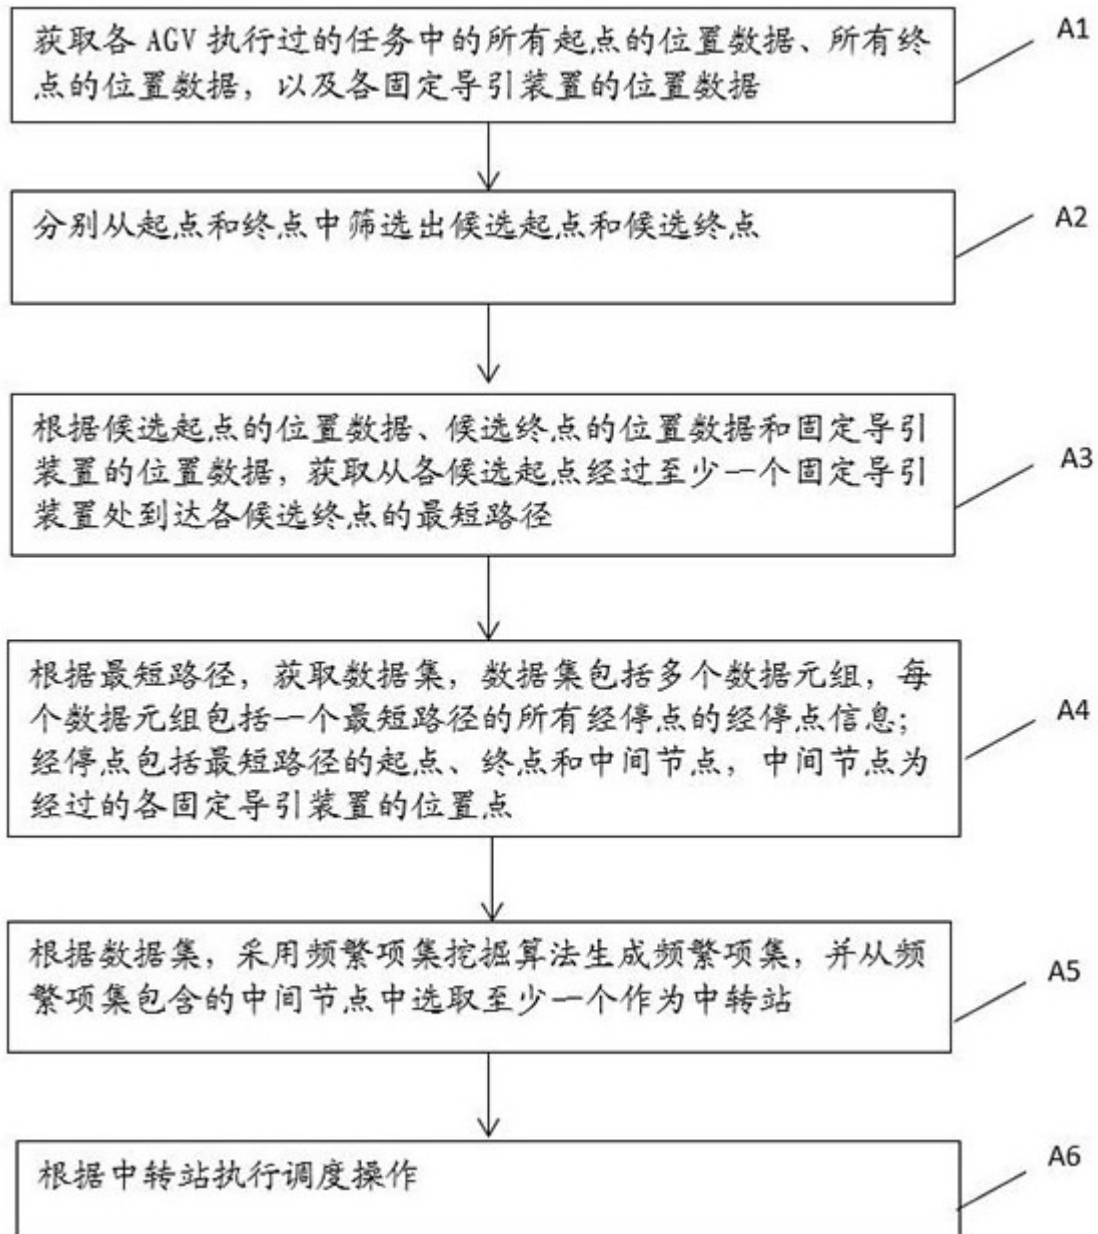 获取各AGV执行过的任务中的所有起点的位置数据、所有终
点的位置数据，以及各固定导引装置的位置数据
A1
分别从起点和终点中筛选出候选起点和候选终点
A2
根据候选起点的位置数据、候选终点的位置数据和固定导引
装置的位置数据，获取从各候选起点经过至少一个固定导引
装置处到达各候选终点的最短路径
A3
根据最短路径，获取数据集，数据集包括多个数据元组，每
个数据元组包括一个最短路径的所有经停点的经停点信息；
经停点包括最短路径的起点、终点和中间节点，中间节点为
经过的各固定导引装置的位置点
A4
根据数据集，采用频繁项集挖掘算法生成频繁项集，并从频
繁项集包含的中间节点中选取至少一个作为中转站
A5
根据中转站执行调度操作
A6